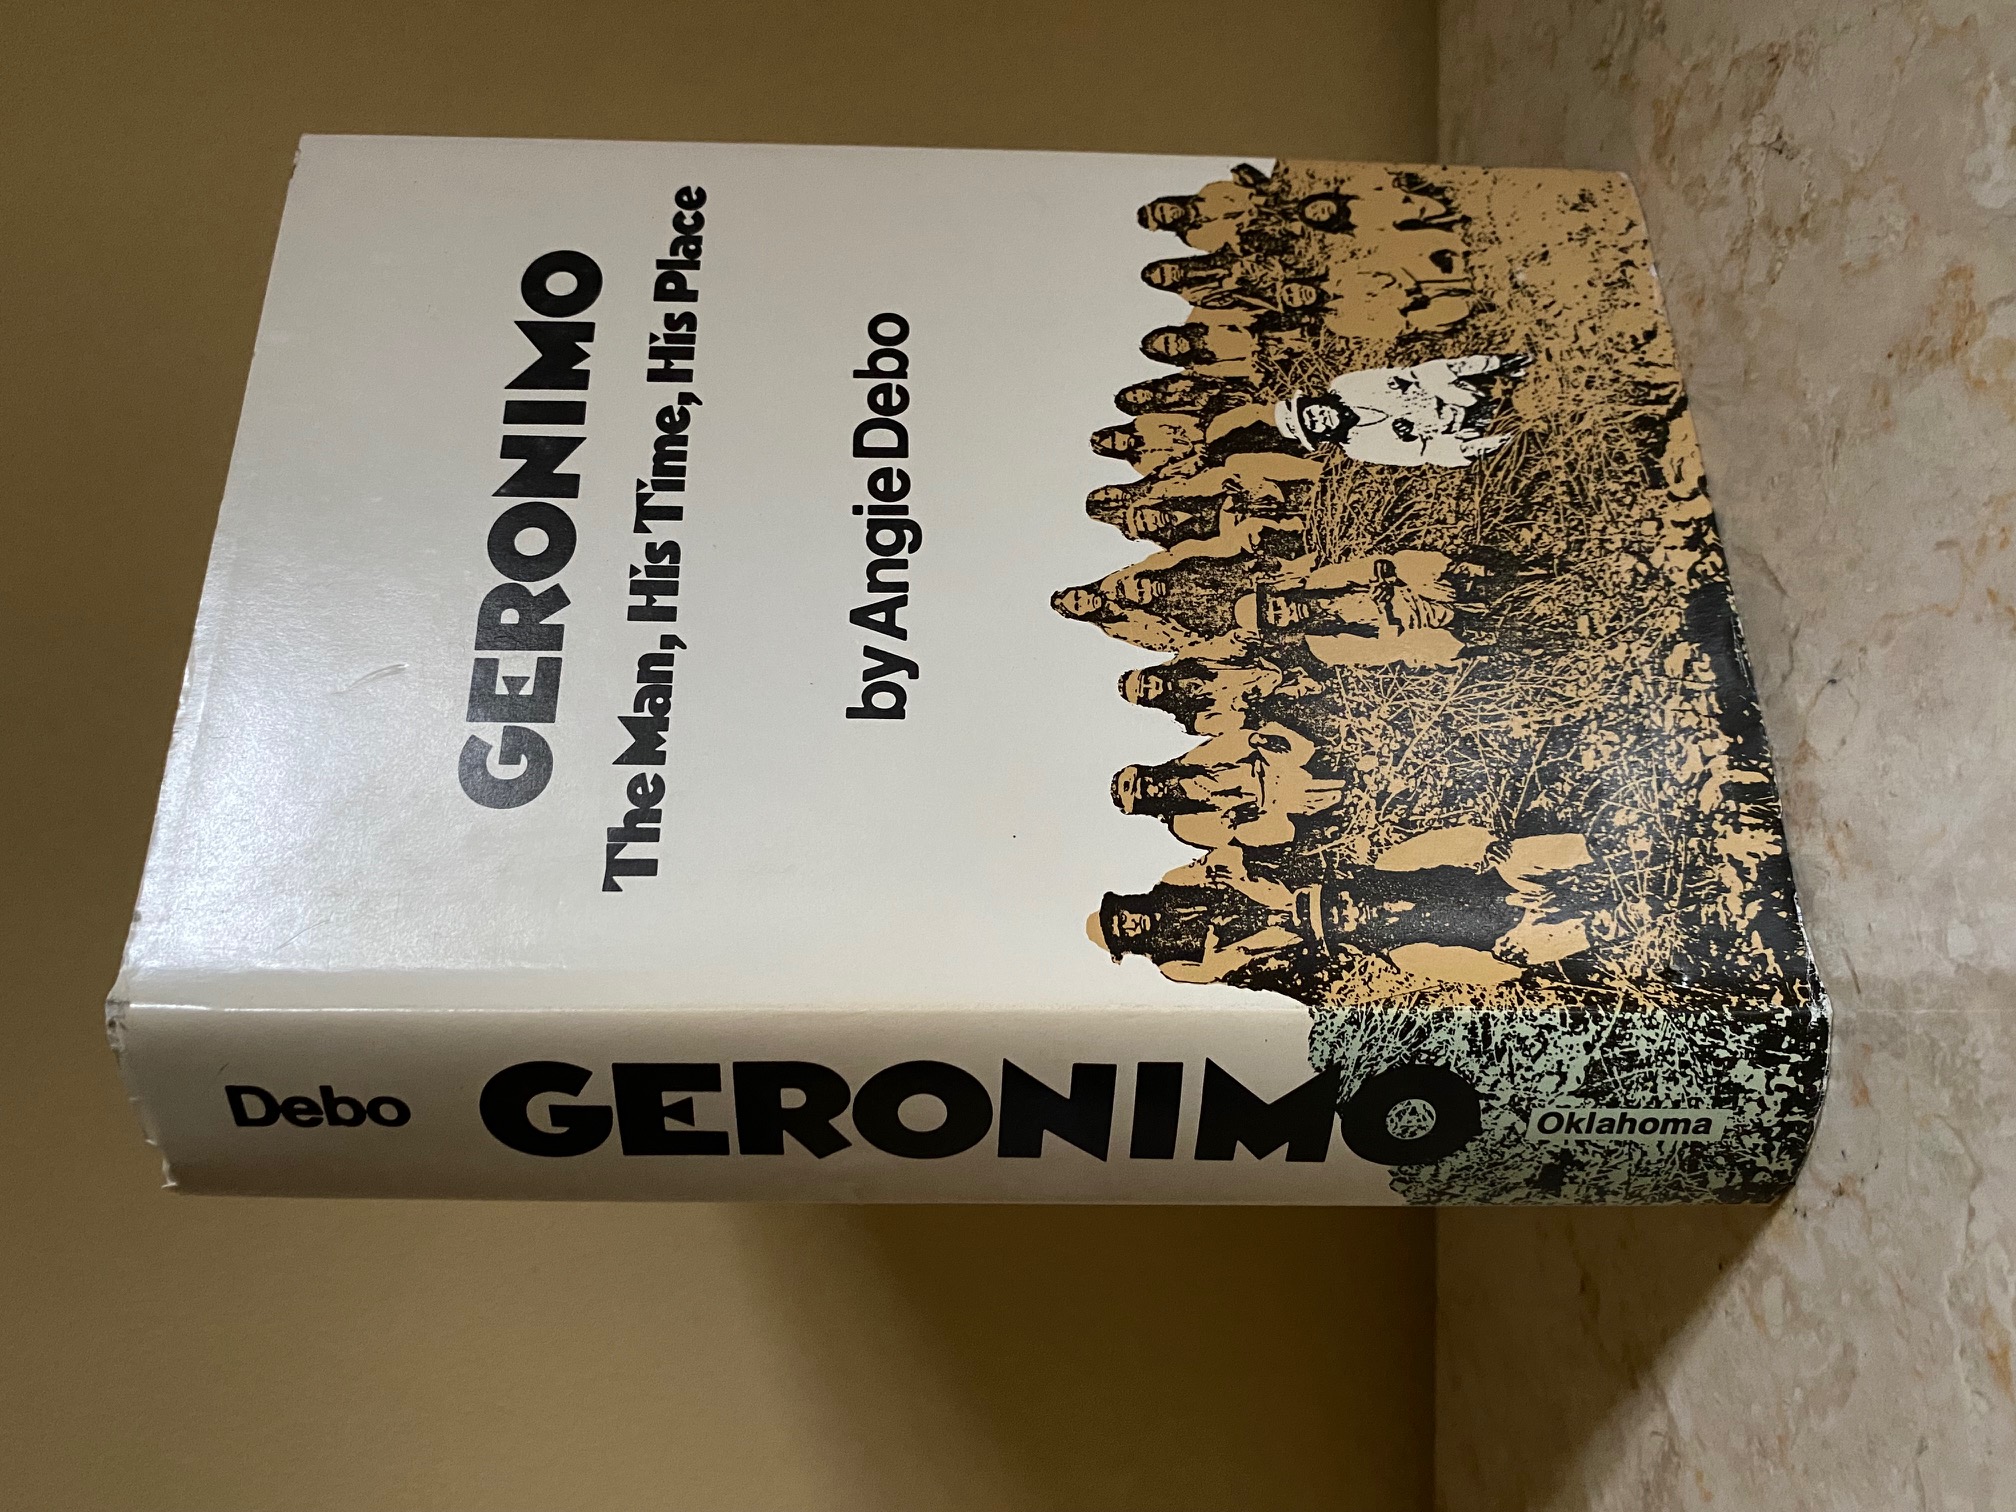 GERONIMO
The Man, His Time, His Place
by Angie Debo
Debo
GERONIMO
Oklahoma